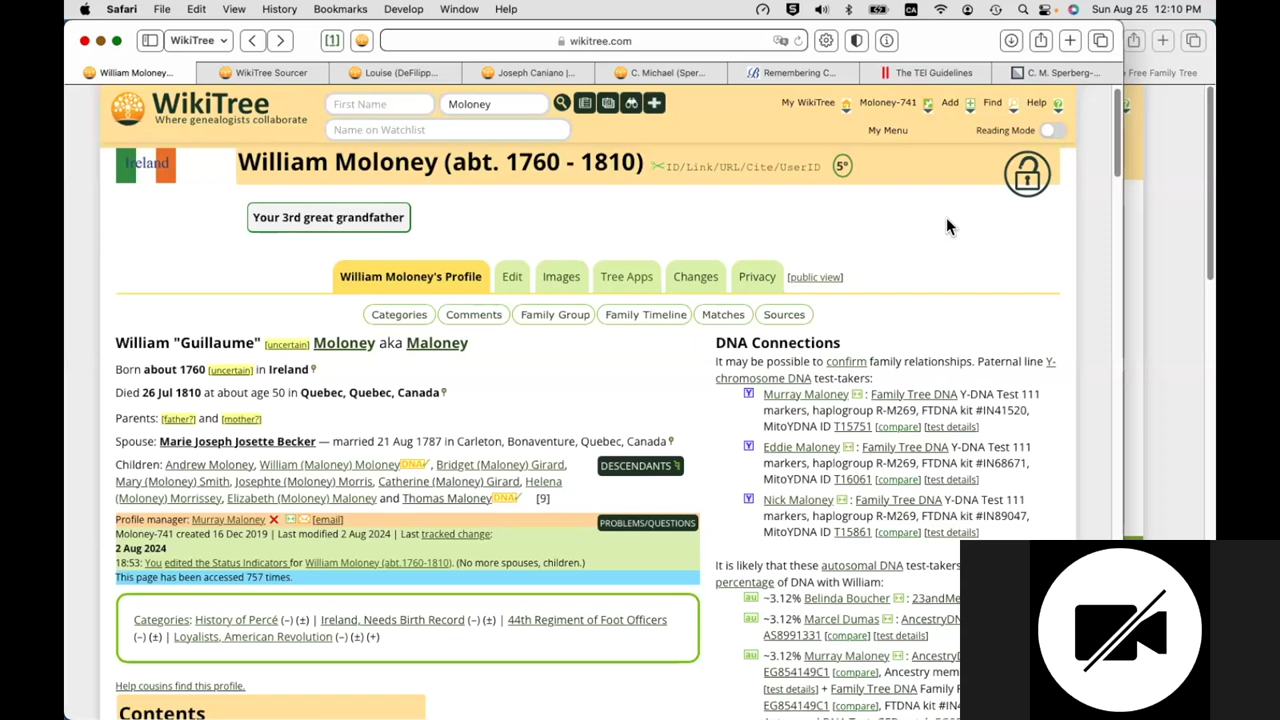 Safari File Edit View History Bookmarks Develop Window Help Sun Aug 25 12:10 PM
WikiTree wikitree.com
William Moloney... WikiTree Sourcer Louise (DeFilipp... Joseph Caniano |... C. Michael (Sper... Remembering C... The TEI Guidelines C. M. Sperberg-... Free Family Tree
WikiTree
Where genealogists collaborate
First Name Moloney
Name on Watchlist
My WikiTree Moloney-741 Add Find Help
My Menu Reading Mode
Ireland
William Moloney (abt. 1760 - 1810) ID/Link/URL/Cite/UserID 5°
Your 3rd great grandfather
William Moloney's Profile Edit Images Tree Apps Changes Privacy [public view]
Categories Comments Family Group Family Timeline Matches Sources
William "Guillaume" [uncertain] Moloney aka Maloney
Born about 1760 [uncertain] in Ireland
Died 26 Jul 1810 at about age 50 in Quebec, Quebec, Canada
Parents: [father?] and [mother?]
Spouse: Marie Joseph Josette Becker — married 21 Aug 1787 in Carleton, Bonaventure, Quebec, Canada
Children: Andrew Moloney, William (Maloney) Moloney DNA, Bridget (Maloney) Girard,
Mary (Moloney) Smith, Josephte (Moloney) Morris, Catherine (Maloney) Girard, Helena
(Moloney) Morrissey, Elizabeth (Moloney) Maloney and Thomas Maloney DNA [9]
DESCENDANTS
Profile manager: Murray Maloney [email]
PROBLEMS/QUESTIONS
Moloney-741 created 16 Dec 2019 | Last modified 2 Aug 2024 | Last tracked change:
2 Aug 2024
18:53: You edited the Status Indicators for William Moloney (abt.1760-1810). (No more spouses, children.)
This page has been accessed 757 times.
Categories: History of Percé (−) (±) | Ireland, Needs Birth Record (−) (±) | 44th Regiment of Foot Officers
(−) (±) | Loyalists, American Revolution (−) (±) (+)
Help cousins find this profile.
Contents
DNA Connections
It may be possible to confirm family relationships. Paternal line Y-
chromosome DNA test-takers:
Y Murray Maloney : Family Tree DNA Y-DNA Test 111
markers, haplogroup R-M269, FTDNA kit #IN41520,
MitoYDNA ID T15751 [compare] [test details]
Y Eddie Maloney : Family Tree DNA Y-DNA Test 111
markers, haplogroup R-M269, FTDNA kit #IN68671,
MitoYDNA ID T16061 [compare] [test details]
Y Nick Maloney : Family Tree DNA Y-DNA Test 111
markers, haplogroup R-M269, FTDNA kit #IN89047,
MitoYDNA ID T15861 [compare] [test details]
It is likely that these autosomal DNA test-takers
percentage of DNA with William:
au ~3.12% Belinda Boucher : 23andMe
au ~3.12% Marcel Dumas : AncestryDN
AS8991331 [compare] [test details]
au ~3.12% Murray Maloney : AncestryD
EG854149C1 [compare], Ancestry mem
[test details] + Family Tree DNA Family F
EG854149C1 [compare], FTDNA kit #IN4